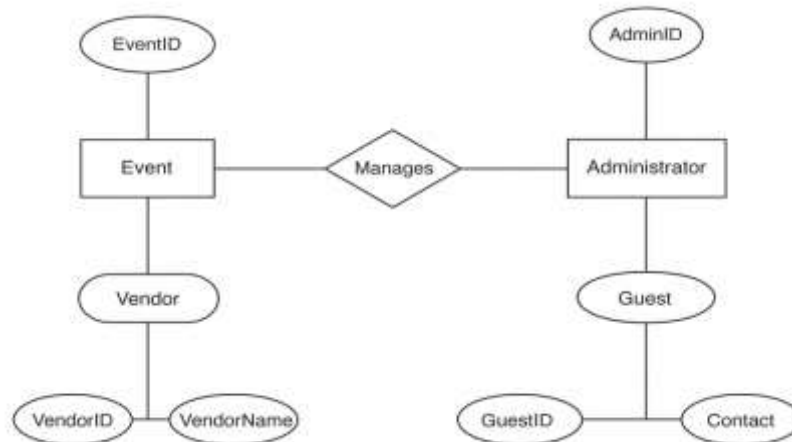 EventID
AdminID
Event
Manages
Administrator
Vendor
Guest
VendorID
VendorName
GuestID
Contact